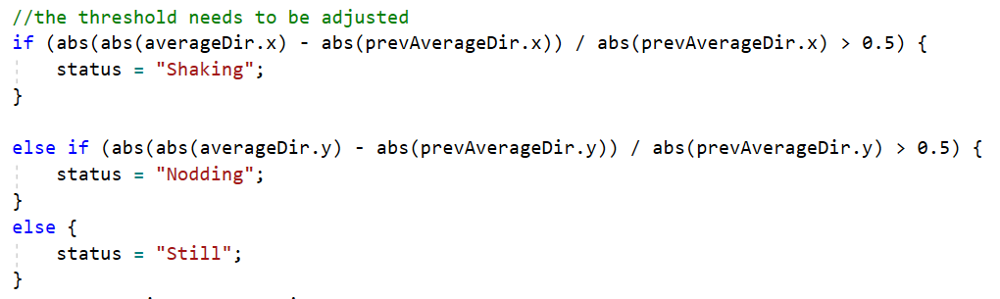 //the threshold needs to be adjusted
if (abs(abs(averageDir.x) - abs(prevAverageDir.x)) / abs(prevAverageDir.x) > 0.5) {
    status = "Shaking";
}

else if (abs(abs(averageDir.y) - abs(prevAverageDir.y)) / abs(prevAverageDir.y) > 0.5) {
    status = "Nodding";
}
else {
    status = "Still";
}